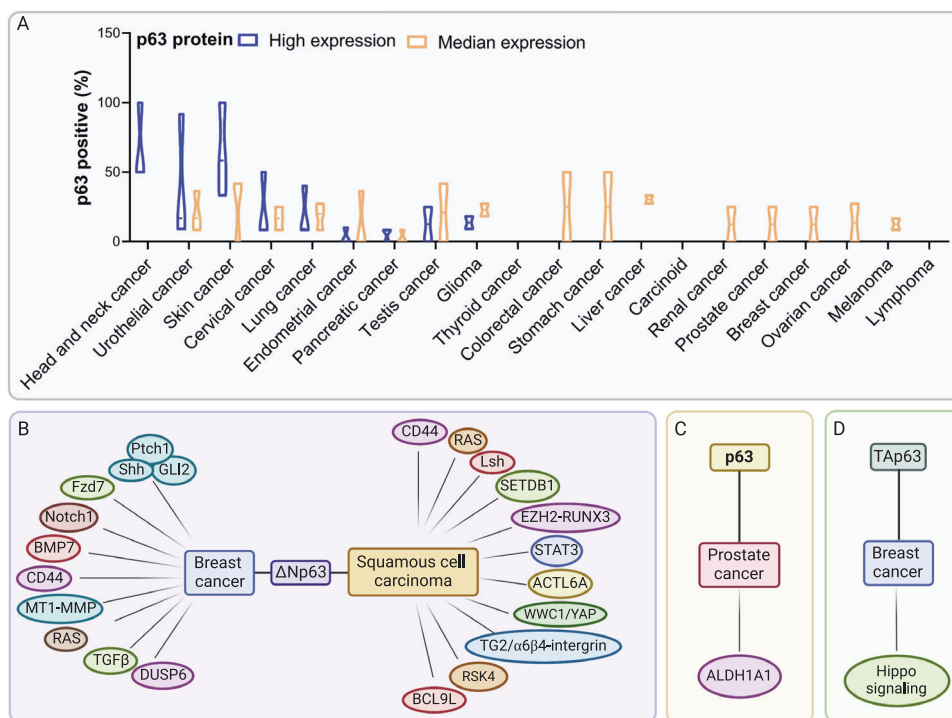 A
p63 protein High expression Median expression
p63 positive (%)
150
100
50
0
Head and neck cancer
Urothelial cancer
Skin cancer
Cervical cancer
Lung cancer
Endometrial cancer
Pancreatic cancer
Testis cancer
Glioma
Thyroid cancer
Colorectal cancer
Stomach cancer
Liver cancer
Carcinoid
Renal cancer
Prostate cancer
Breast cancer
Ovarian cancer
Melanoma
Lymphoma
B
Ptch1
Shh
GLI2
Fzd7
Notch1
BMP7
CD44
MT1-MMP
RAS
TGFβ
DUSP6
Breast
cancer
ΔNp63
Squamous cell
carcinoma
CD44
RAS
Lsh
SETDB1
EZH2-RUNX3
STAT3
ACTL6A
WWC1/YAP
TG2/α6β4-intergrin
RSK4
BCL9L
C
p63
Prostate
cancer
ALDH1A1
D
TAp63
Breast
cancer
Hippo
signaling